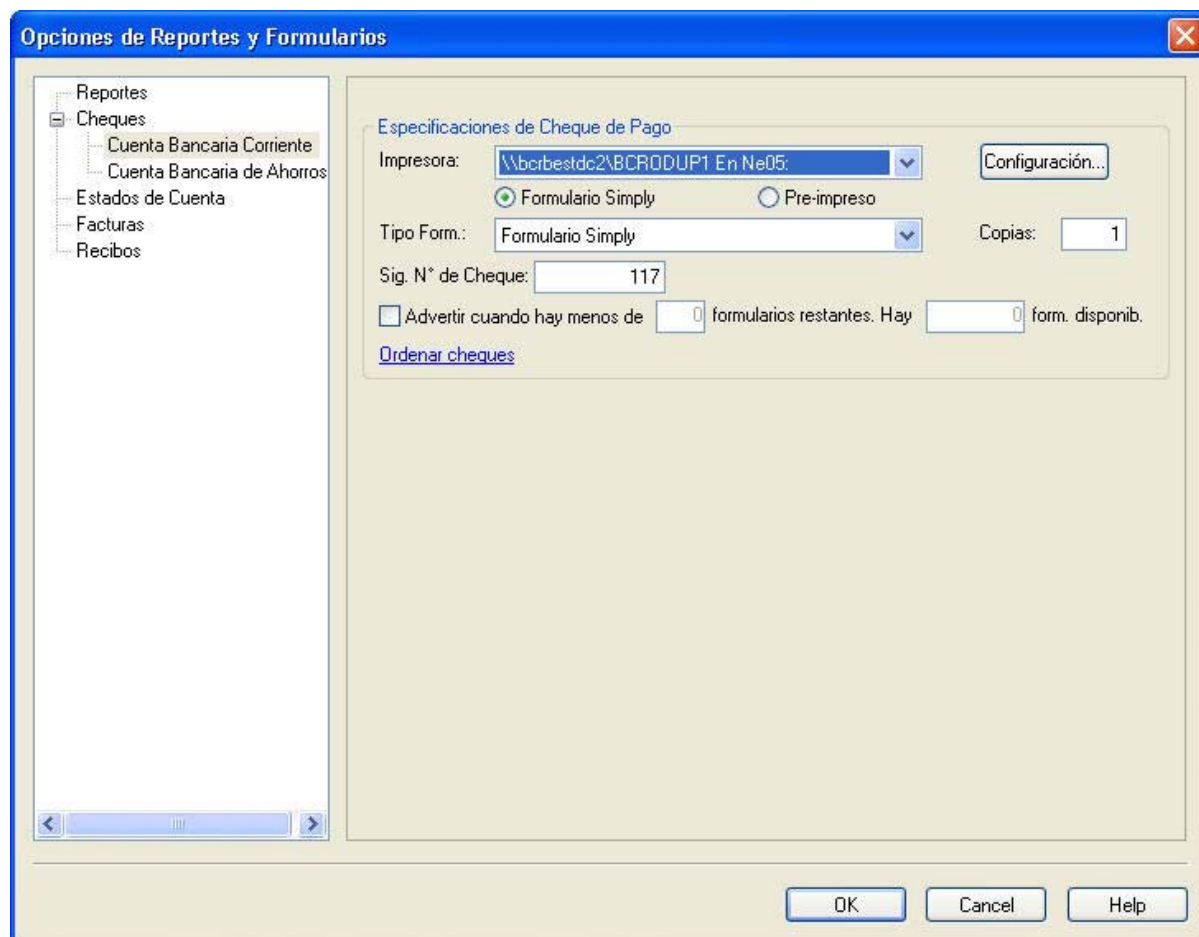 Opciones de Reportes y Formularios
Reportes
Cheques
Cuenta Bancaria Corriente
Cuenta Bancaria de Ahorros
Estados de Cuenta
Facturas
Recibos
Especificaciones de Cheque de Pago
Impresora: \\bcrbestdc2\BCRODUP1 En Ne05: Configuración...
Formulario Simply Pre-impreso
Tipo Form.: Formulario Simply Copias: 1
Sig. N° de Cheque: 117
Advertir cuando hay menos de 0 formularios restantes. Hay 0 form. disponib.
Ordenar cheques
OK Cancel Help